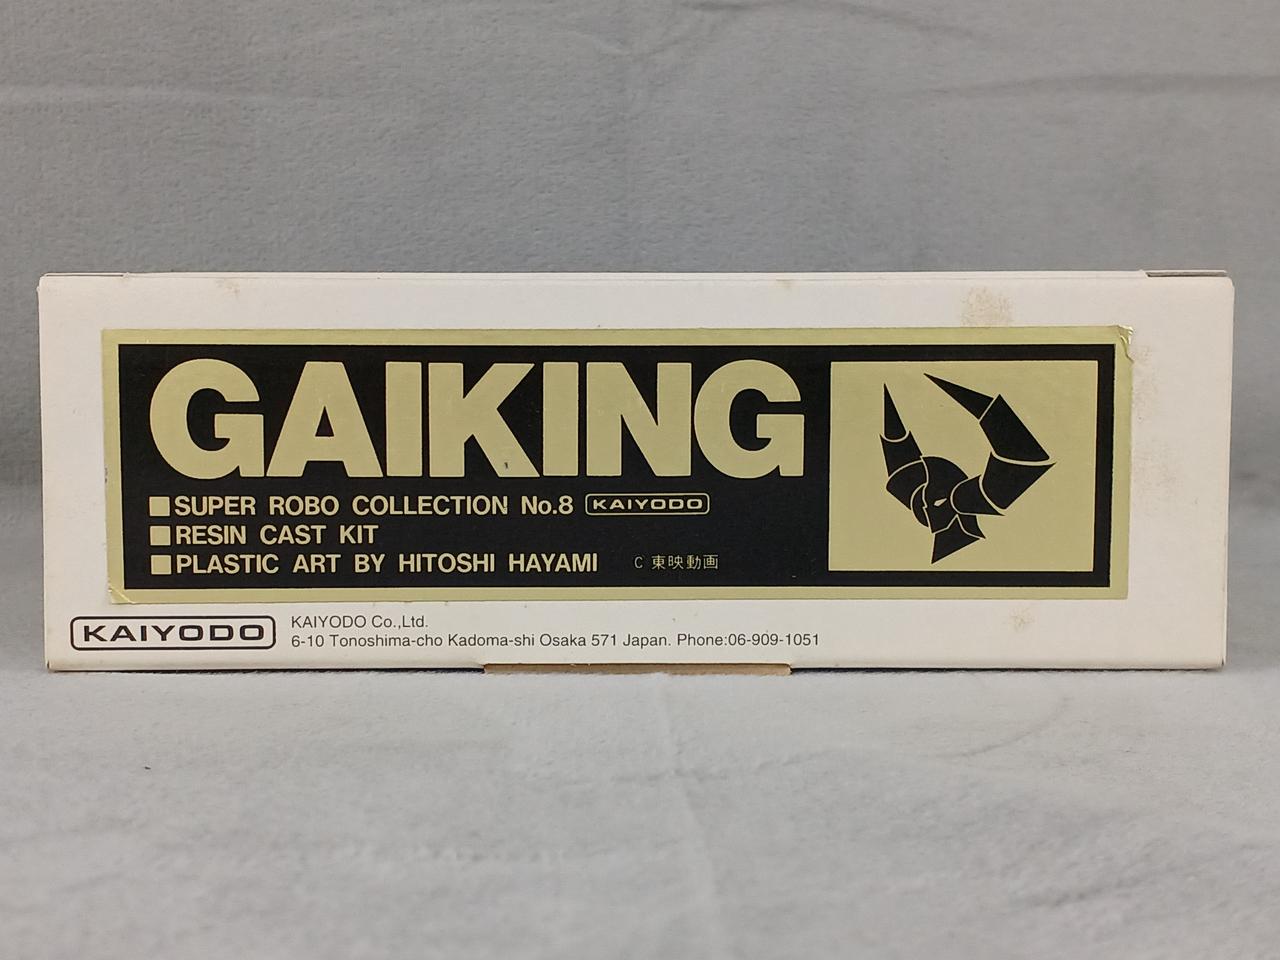 GAIKING
■SUPER ROBO COLLECTION No.8 KAIYODO
■RESIN CAST KIT
■PLASTIC ART BY HITOSHI HAYAMI C 東映動画
KAIYODO
KAIYODO Co.,Ltd.
6-10 Tonoshima-cho Kadoma-shi Osaka 571 Japan. Phone:06-909-1051